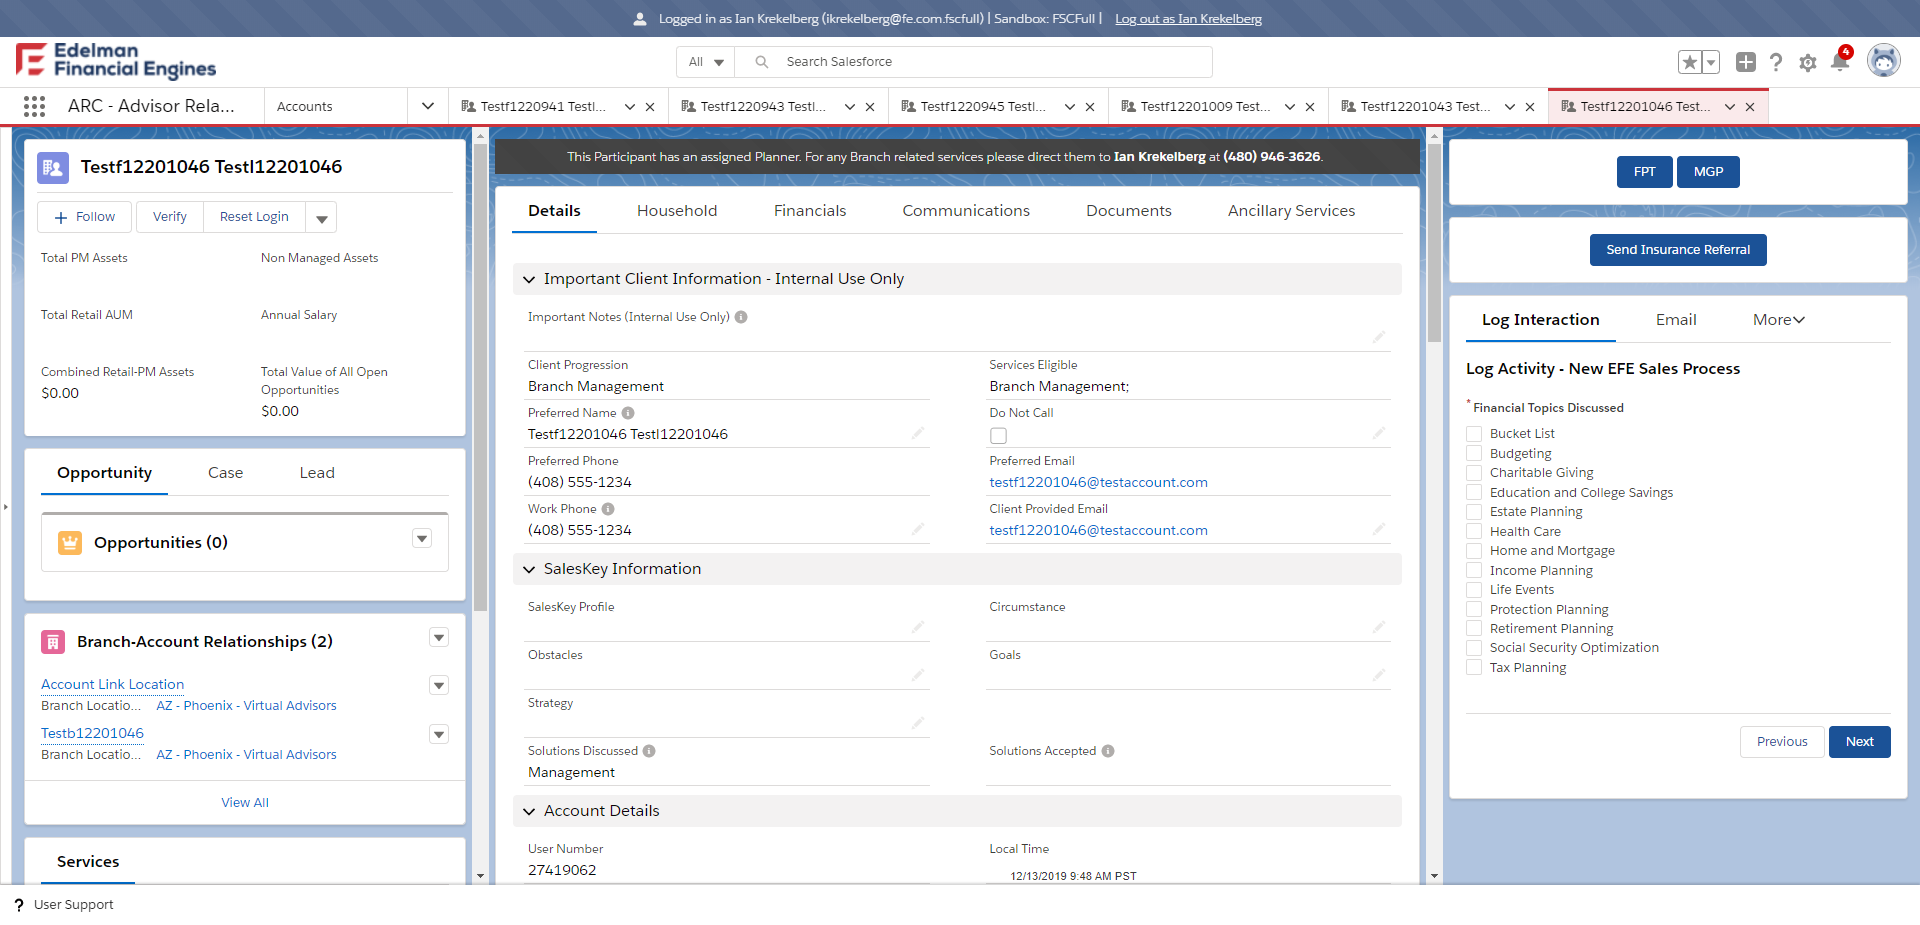 Logged in as Ian Krekelberg (ikrekelberg@fe.com.fscfull) | Sandbox: FSCFull | Log out as Ian Krekelberg
Edelman
Financial Engines
All
Search Salesforce
4
ARC - Advisor Rela...
Accounts
Testf1220941 Testl...
Testf1220943 Testl...
Testf1220945 Testl...
Testf12201009 Test...
Testf12201043 Test...
Testf12201046 Test...
Testf12201046 Testl12201046
Follow
Verify
Reset Login
Total PM Assets
Non Managed Assets
Total Retail AUM
Annual Salary
Combined Retail-PM Assets
$0.00
Total Value of All Open
Opportunities
$0.00
Opportunity
Case
Lead
Opportunities (0)
Branch-Account Relationships (2)
Account Link Location
Branch Locatio... AZ - Phoenix - Virtual Advisors
Testb12201046
Branch Locatio... AZ - Phoenix - Virtual Advisors
View All
Services
This Participant has an assigned Planner. For any Branch related services please direct them to Ian Krekelberg at (480) 946-3626.
Details
Household
Financials
Communications
Documents
Ancillary Services
Important Client Information - Internal Use Only
Important Notes (Internal Use Only)
Client Progression
Branch Management
Services Eligible
Branch Management;
Preferred Name
Testf12201046 Testl12201046
Do Not Call
Preferred Phone
(408) 555-1234
Preferred Email
testf12201046@testaccount.com
Work Phone
(408) 555-1234
Client Provided Email
testf12201046@testaccount.com
SalesKey Information
SalesKey Profile
Circumstance
Obstacles
Goals
Strategy
Solutions Discussed
Management
Solutions Accepted
Account Details
User Number
27419062
Local Time
12/13/2019 9:48 AM PST
FPT
MGP
Send Insurance Referral
Log Interaction
Email
More
Log Activity - New EFE Sales Process
* Financial Topics Discussed
Bucket List
Budgeting
Charitable Giving
Education and College Savings
Estate Planning
Health Care
Home and Mortgage
Income Planning
Life Events
Protection Planning
Retirement Planning
Social Security Optimization
Tax Planning
Previous
Next
? User Support